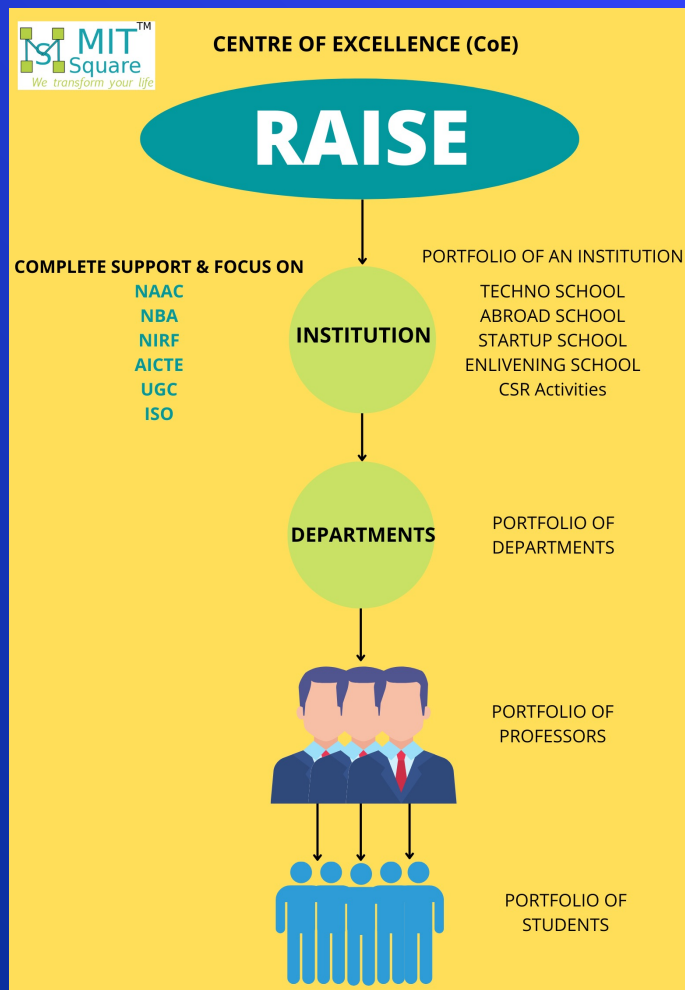 MIT TM
Square
We transform your life
CENTRE OF EXCELLENCE (CoE)
RAISE
COMPLETE SUPPORT & FOCUS ON
NAAC
NBA
NIRF
AICTE
UGC
ISO
INSTITUTION
PORTFOLIO OF AN INSTITUTION
TECHNO SCHOOL
ABROAD SCHOOL
STARTUP SCHOOL
ENLIVENING SCHOOL
CSR Activities
DEPARTMENTS
PORTFOLIO OF
DEPARTMENTS
PORTFOLIO OF
PROFESSORS
PORTFOLIO OF
STUDENTS